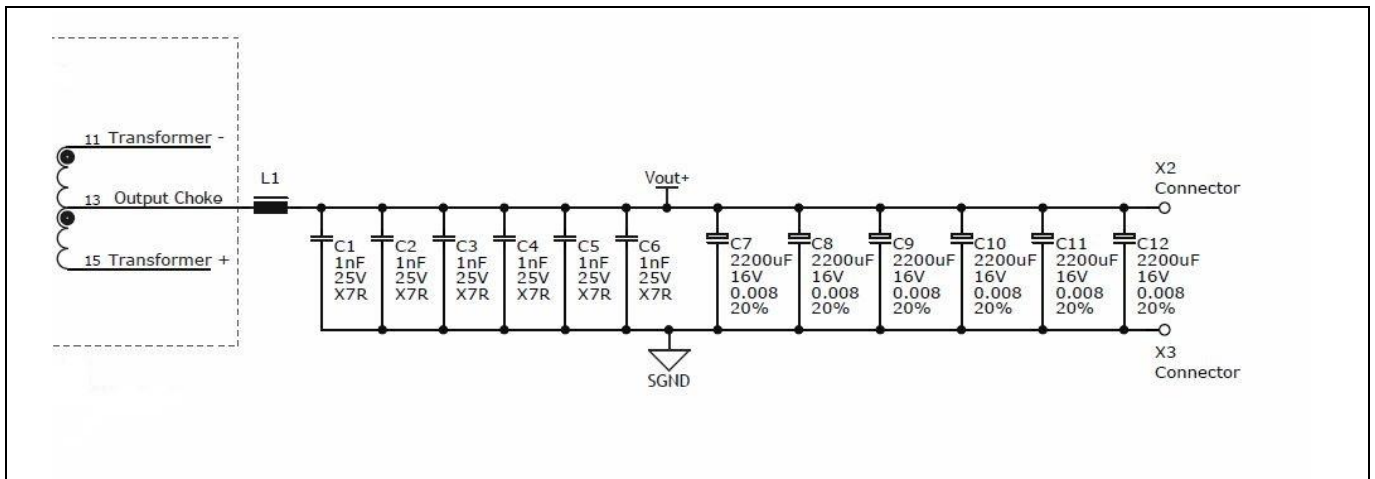 11 Transformer -
13 Output Choke
15 Transformer +
L1
C1
1nF
25V
X7R
C2
1nF
25V
X7R
C3
1nF
25V
X7R
C4
1nF
25V
X7R
C5
1nF
25V
X7R
C6
1nF
25V
X7R
Vout+
SGND
C7
2200uF
16V
0.008
20%
C8
2200uF
16V
0.008
20%
C9
2200uF
16V
0.008
20%
C10
2200uF
16V
0.008
20%
C11
2200uF
16V
0.008
20%
C12
2200uF
16V
0.008
20%
X2
Connector
X3
Connector